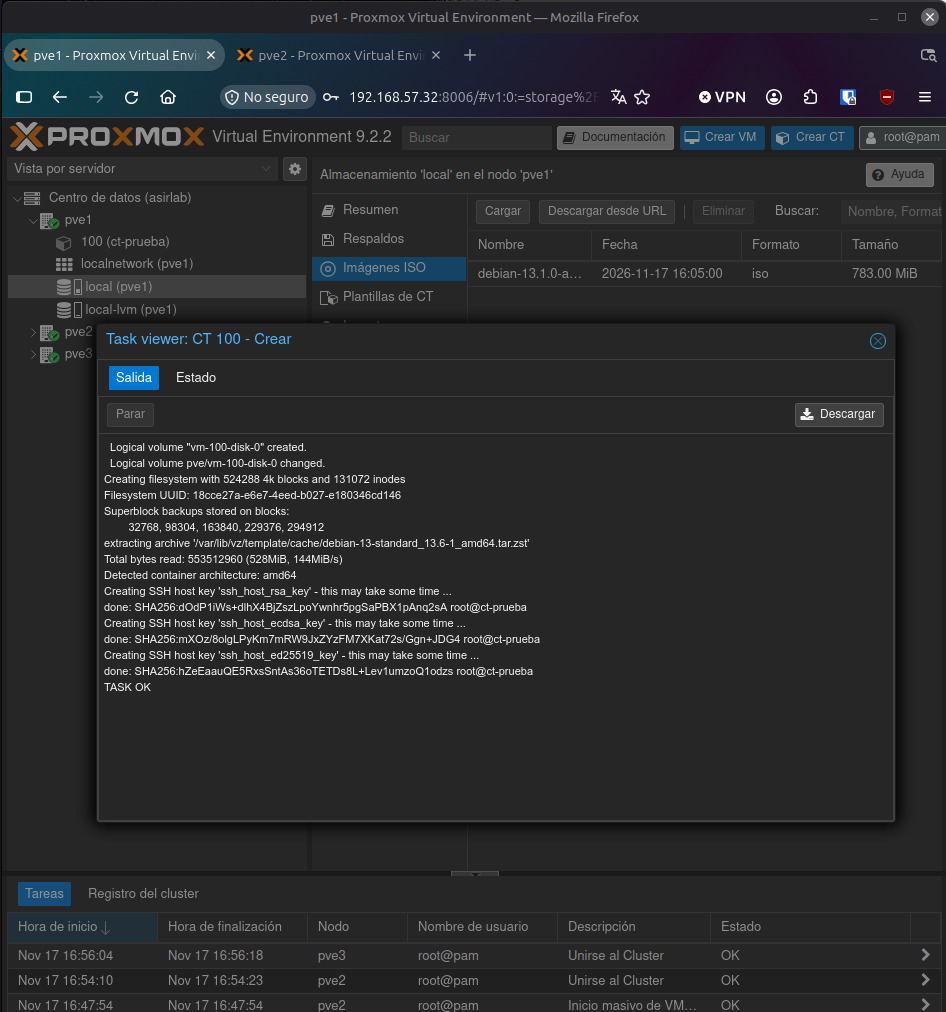 pve1 - Proxmox Virtual Environment — Mozilla Firefox
pve1 - Proxmox Virtual Envi
pve2 - Proxmox Virtual Envi
No seguro
192.168.57.32:8006/#v1:0:=storage%2F
VPN
PROXMOX Virtual Environment 9.2.2
Buscar
Documentación
Crear VM
Crear CT
root@pam
Vista por servidor
Almacenamiento 'local' en el nodo 'pve1'
Ayuda
Centro de datos (asirlab)
pve1
100 (ct-prueba)
localnetwork (pve1)
local (pve1)
local-lvm (pve1)
pve2
pve3
Resumen
Respaldos
Imágenes ISO
Plantillas de CT
Cargar
Descargar desde URL
Eliminar
Buscar:
Nombre, Format
Nombre Fecha Formato Tamaño
debian-13.1.0-a... 2026-11-17 16:05:00 iso 783.00 MiB
Task viewer: CT 100 - Crear
Salida
Estado
Parar
Descargar
Logical volume "vm-100-disk-0" created.
Logical volume pve/vm-100-disk-0 changed.
Creating filesystem with 524288 4k blocks and 131072 inodes
Filesystem UUID: 18cce27a-e6e7-4eed-b027-e180346cd146
Superblock backups stored on blocks:
32768, 98304, 163840, 229376, 294912
extracting archive '/var/lib/vz/template/cache/debian-13-standard_13.6-1_amd64.tar.zst'
Total bytes read: 553512960 (528MiB, 144MiB/s)
Detected container architecture: amd64
Creating SSH host key 'ssh_host_rsa_key' - this may take some time ...
done: SHA256:dOdP1iWs+dlhX4BjZszLpoYwnhr5pgSaPBX1pAnq2sA root@ct-prueba
Creating SSH host key 'ssh_host_ecdsa_key' - this may take some time ...
done: SHA256:mXOz/8olgLPyKm7mRW9JxZYzFM7XKat72s/Ggn+JDG4 root@ct-prueba
Creating SSH host key 'ssh_host_ed25519_key' - this may take some time ...
done: SHA256:hZeEaauQE5RxsSntAs36oTETDs8L+Lev1umzoQ1odzs root@ct-prueba
TASK OK
Tareas
Registro del cluster
Hora de inicio Hora de finalización Nodo Nombre de usuario Descripción Estado
Nov 17 16:56:04 Nov 17 16:56:18 pve3 root@pam Unirse al Cluster OK
Nov 17 16:54:10 Nov 17 16:54:23 pve2 root@pam Unirse al Cluster OK
Nov 17 16:47:54 Nov 17 16:47:54 pve2 root@pam Inicio masivo de VM... OK